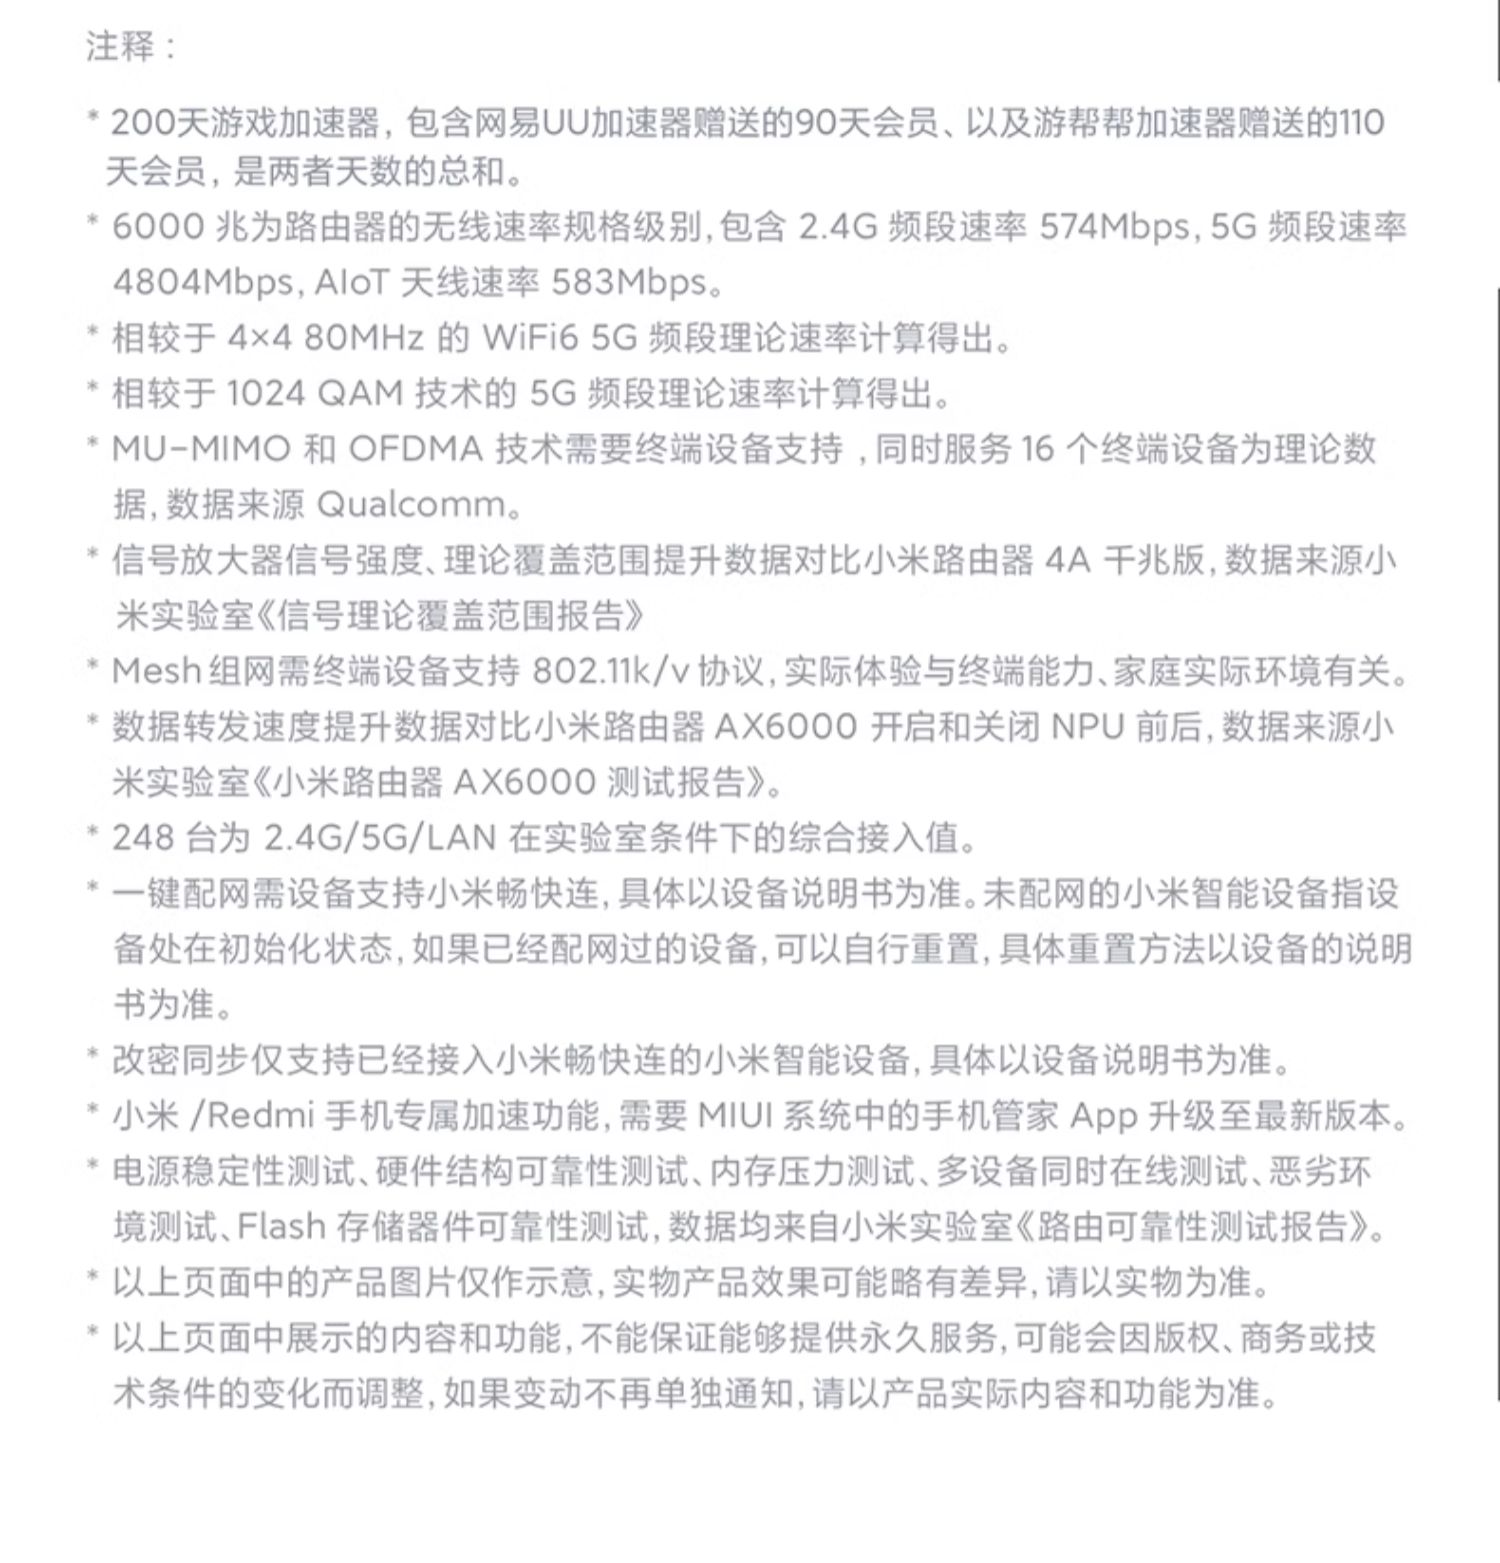 注释：
* 200天游戏加速器，包含网易UU加速器赠送的90天会员、以及游帮帮加速器赠送的110
天会员，是两者天数的总和。
* 6000 兆为路由器的无线速率规格级别,包含 2.4G 频段速率 574Mbps, 5G 频段速率
4804Mbps, AIoT 天线速率 583Mbps。
* 相较于 4×4 80MHz 的 WiFi6 5G 频段理论速率计算得出。
* 相较于 1024 QAM 技术的 5G 频段理论速率计算得出。
* MU-MIMO 和 OFDMA 技术需要终端设备支持 ,同时服务 16 个终端设备为理论数
据,数据来源 Qualcomm。
* 信号放大器信号强度、理论覆盖范围提升数据对比小米路由器 4A 千兆版,数据来源小
米实验室《信号理论覆盖范围报告》
* Mesh 组网需终端设备支持 802.11k/v 协议,实际体验与终端能力、家庭实际环境有关。
* 数据转发速度提升数据对比小米路由器 AX6000 开启和关闭 NPU 前后,数据来源小
米实验室《小米路由器 AX6000 测试报告》。
* 248 台为 2.4G/5G/LAN 在实验室条件下的综合接入值。
* 一键配网需设备支持小米畅快连,具体以设备说明书为准。未配网的小米智能设备指设
备处在初始化状态,如果已经配网过的设备,可以自行重置,具体重置方法以设备的说明
书为准。
* 改密同步仅支持已经接入小米畅快连的小米智能设备,具体以设备说明书为准。
* 小米 /Redmi 手机专属加速功能,需要 MIUI 系统中的手机管家 App 升级至最新版本。
* 电源稳定性测试、硬件结构可靠性测试、内存压力测试、多设备同时在线测试、恶劣环
境测试、Flash 存储器件可靠性测试,数据均来自小米实验室《路由可靠性测试报告》。
* 以上页面中的产品图片仅作示意,实物产品效果可能略有差异,请以实物为准。
* 以上页面中展示的内容和功能,不能保证能够提供永久服务,可能会因版权、商务或技
术条件的变化而调整,如果变动不再单独通知,请以产品实际内容和功能为准。